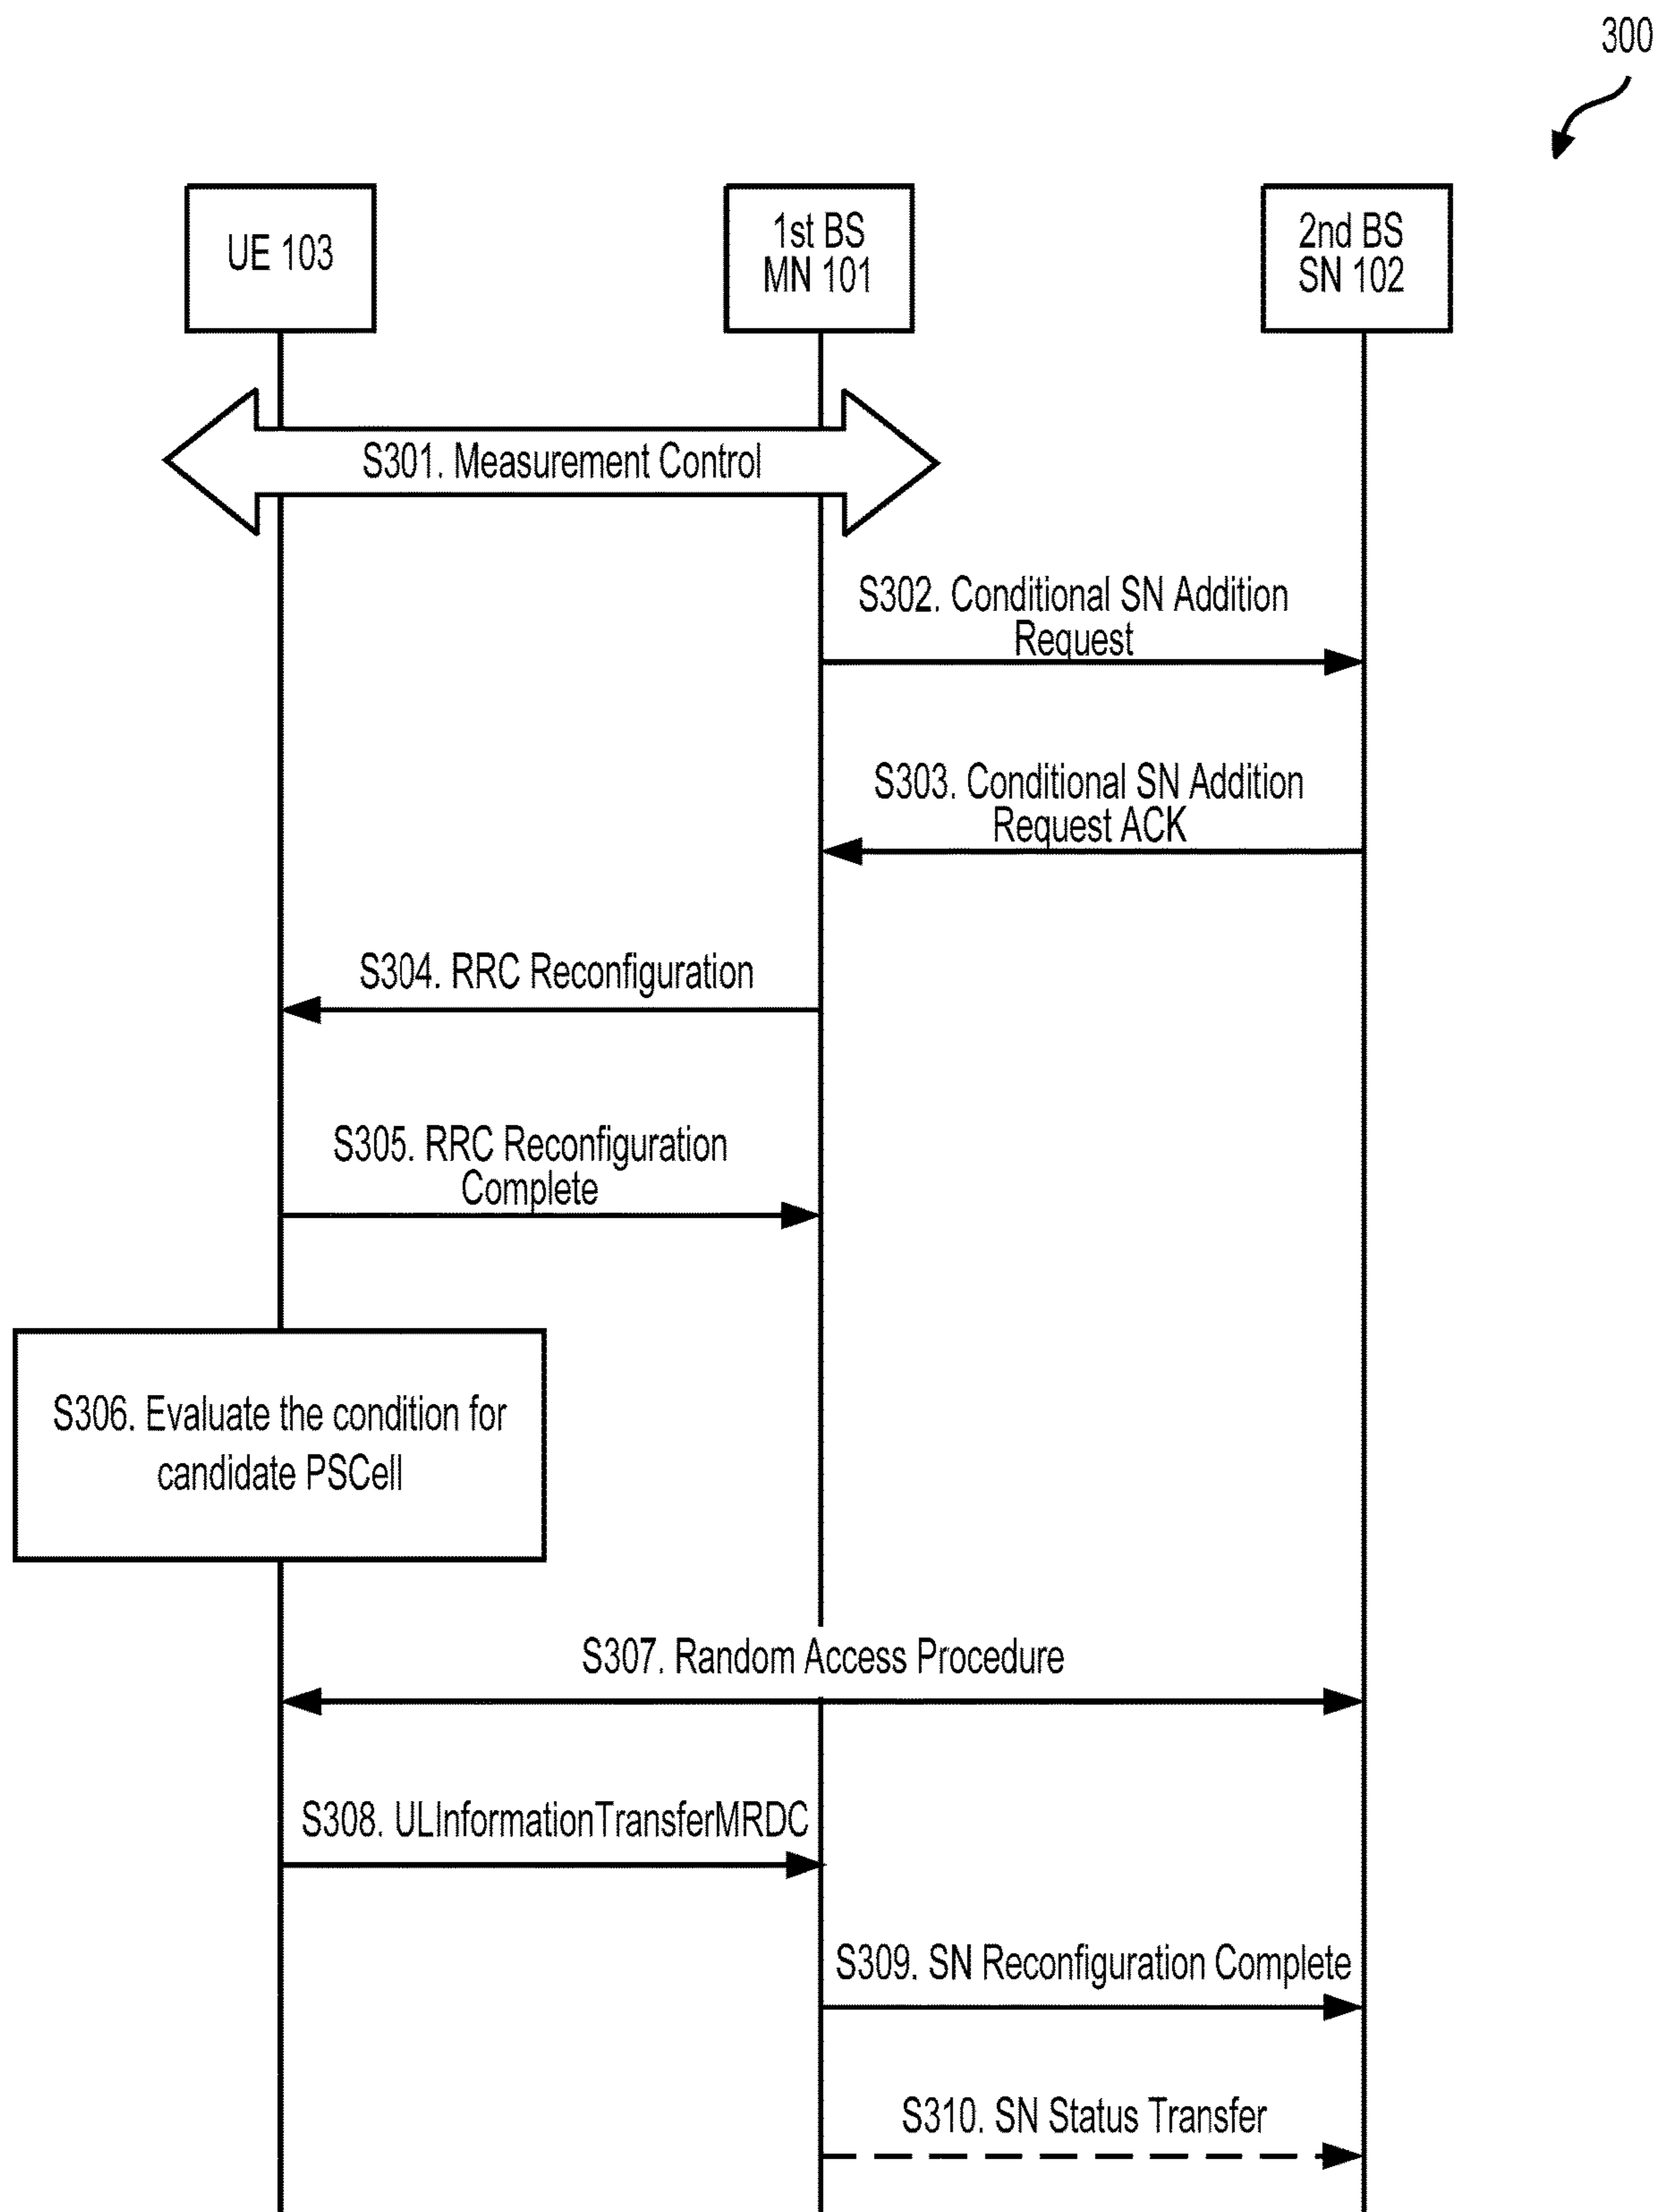 300
UE 103
1st BS
MN 101
2nd BS
SN 102
S301. Measurement Control
S302. Conditional SN Addition
Request
S303. Conditional SN Addition
Request ACK
S304. RRC Reconfiguration
S305. RRC Reconfiguration
Complete
S306. Evaluate the condition for
candidate PSCell
S307. Random Access Procedure
S308. ULInformationTransferMRDC
S309. SN Reconfiguration Complete
S310. SN Status Transfer